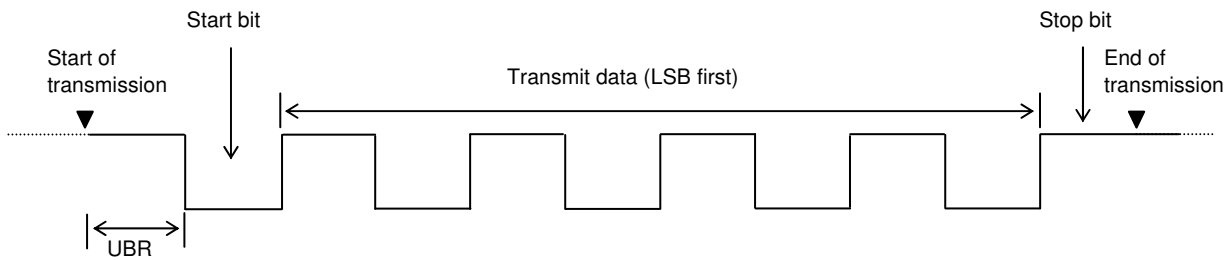 Start bit
Stop bit
Start of
transmission
End of
transmission
Transmit data (LSB first)
UBR